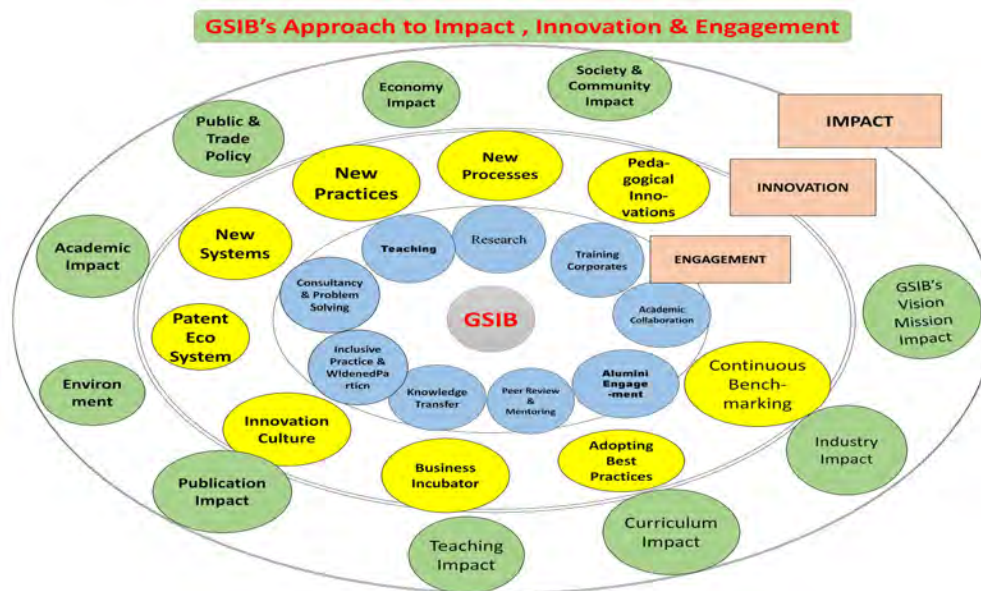 GSIB's Approach to Impact , Innovation & Engagement
Economy
Impact
Society &
Community
Impact
Public &
Trade
Policy
IMPACT
New
Practices
New
Processes
Peda-
gogical
Inno-
vations
INNOVATION
Academic
Impact
New
Systems
Teaching
Research
Training
Corporates
ENGAGEMENT
Consultancy
& Problem
Solving
GSIB
Academic
Collaboration
GSIB's
Vision
Mission
Impact
Patent
Eco
System
Inclusive
Practice &
WIdenedPa
rticn
Knowledge
Transfer
Peer Review
&
Mentoring
Alumini
Engage
-ment
Continuous
Bench-
marking
Environ
ment
Innovation
Culture
Business
Incubator
Adopting
Best
Practices
Industry
Impact
Publication
Impact
Teaching
Impact
Curriculum
Impact